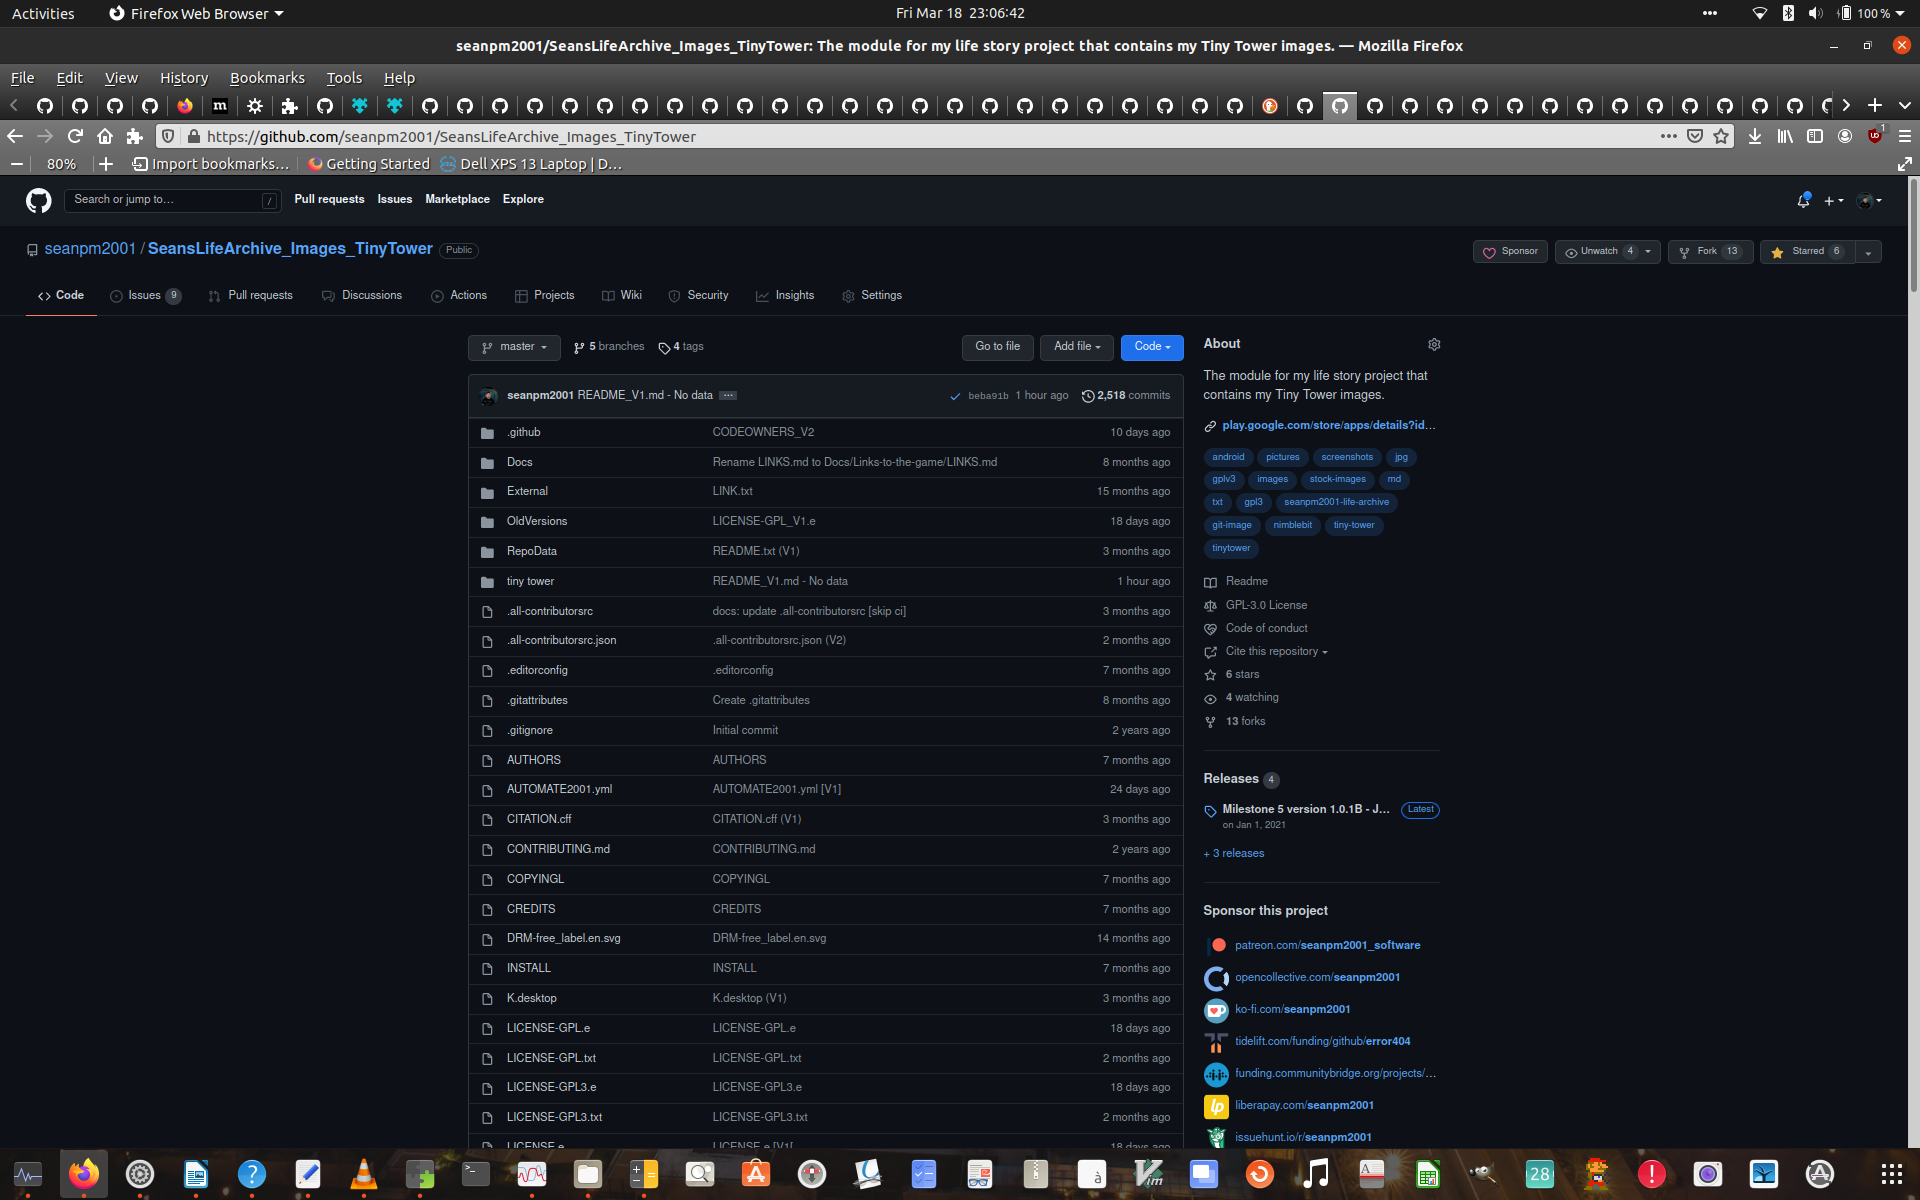 Activities Firefox Web Browser Fri Mar 18 23:06:42 100 %
seanpm2001/SeansLifeArchive_Images_TinyTower: The module for my life story project that contains my Tiny Tower images. — Mozilla Firefox
File Edit View History Bookmarks Tools Help
https://github.com/seanpm2001/SeansLifeArchive_Images_TinyTower
80% Import bookmarks… Getting Started Dell XPS 13 Laptop | D…
Search or jump to… / Pull requests Issues Marketplace Explore
seanpm2001 / SeansLifeArchive_Images_TinyTower Public Sponsor Unwatch 4 Fork 13 Starred 6
Code Issues 9 Pull requests Discussions Actions Projects Wiki Security Insights Settings
master 5 branches 4 tags Go to file Add file Code
seanpm2001 README_V1.md - No data ... beba91b 1 hour ago 2,518 commits
.github CODEOWNERS_V2 10 days ago
Docs Rename LINKS.md to Docs/Links-to-the-game/LINKS.md 8 months ago
External LINK.txt 15 months ago
OldVersions LICENSE-GPL_V1.e 18 days ago
RepoData README.txt (V1) 3 months ago
tiny tower README_V1.md - No data 1 hour ago
.all-contributorsrc docs: update .all-contributorsrc [skip ci] 3 months ago
.all-contributorsrc.json .all-contributorsrc.json (V2) 2 months ago
.editorconfig .editorconfig 7 months ago
.gitattributes Create .gitattributes 8 months ago
.gitignore Initial commit 2 years ago
AUTHORS AUTHORS 7 months ago
AUTOMATE2001.yml AUTOMATE2001.yml [V1] 24 days ago
CITATION.cff CITATION.cff (V1) 3 months ago
CONTRIBUTING.md CONTRIBUTING.md 2 years ago
COPYINGL COPYINGL 7 months ago
CREDITS CREDITS 7 months ago
DRM-free_label.en.svg DRM-free_label.en.svg 14 months ago
INSTALL INSTALL 7 months ago
K.desktop K.desktop (V1) 3 months ago
LICENSE-GPL.e LICENSE-GPL.e 18 days ago
LICENSE-GPL.txt LICENSE-GPL.txt 2 months ago
LICENSE-GPL3.e LICENSE-GPL3.e 18 days ago
LICENSE-GPL3.txt LICENSE-GPL3.txt 2 months ago
LICENSE.e LICENSE.e [V1[ 18 days ago
About
The module for my life story project that
contains my Tiny Tower images.
play.google.com/store/apps/details?id…
android pictures screenshots jpg
gplv3 images stock-images md
txt gpl3 seanpm2001-life-archive
git-image nimblebit tiny-tower
tinytower
Readme
GPL-3.0 License
Code of conduct
Cite this repository
6 stars
4 watching
13 forks
Releases 4
Milestone 5 version 1.0.1B - J… Latest
on Jan 1, 2021
+ 3 releases
Sponsor this project
patreon.com/seanpm2001_software
opencollective.com/seanpm2001
ko-fi.com/seanpm2001
tidelift.com/funding/github/error404
funding.communitybridge.org/projects/…
liberapay.com/seanpm2001
issuehunt.io/r/seanpm2001
28